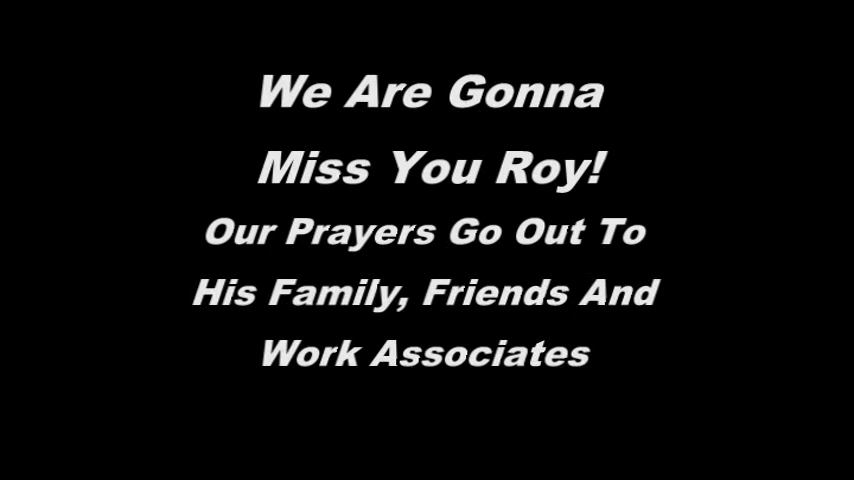 We Are Gonna
Miss You Roy!
Our Prayers Go Out To
His Family, Friends And
Work Associates